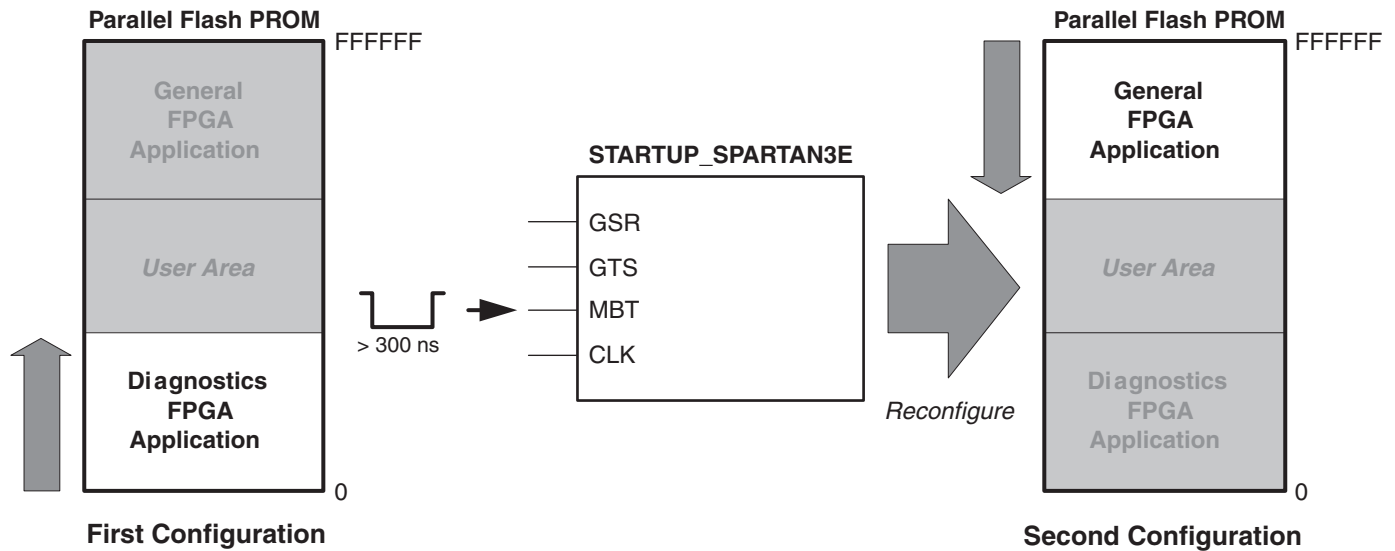 Parallel Flash PROM
FFFFFF
General
FPGA
Application
User Area
Diagnostics
FPGA
Application
0
First Configuration
> 300 ns
STARTUP_SPARTAN3E
GSR
GTS
MBT
CLK
Reconfigure
Parallel Flash PROM
FFFFFF
General
FPGA
Application
User Area
Diagnostics
FPGA
Application
0
Second Configuration